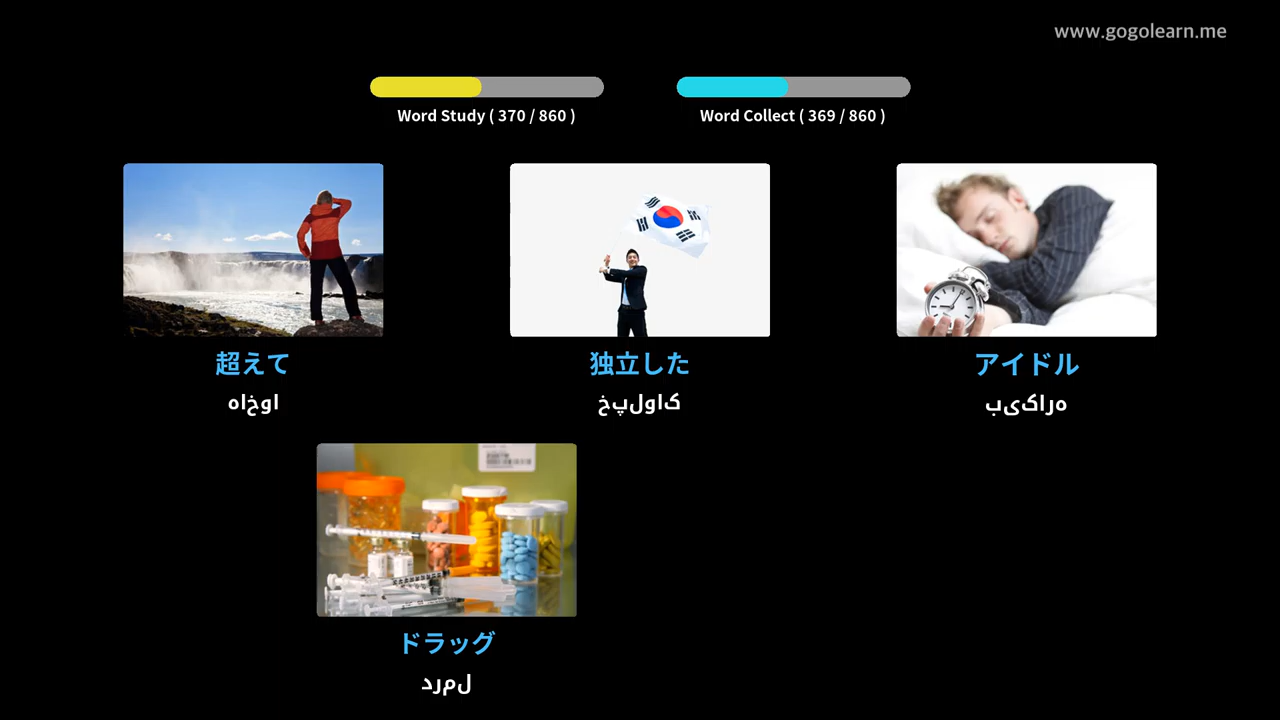 www.gogolearn.me
Word Study ( 370 / 860 )
Word Collect ( 369 / 860 )
超えて
独立した
アイドル
اوخاه
کاولپخ
هراکیب
ドラッグ
لمرد